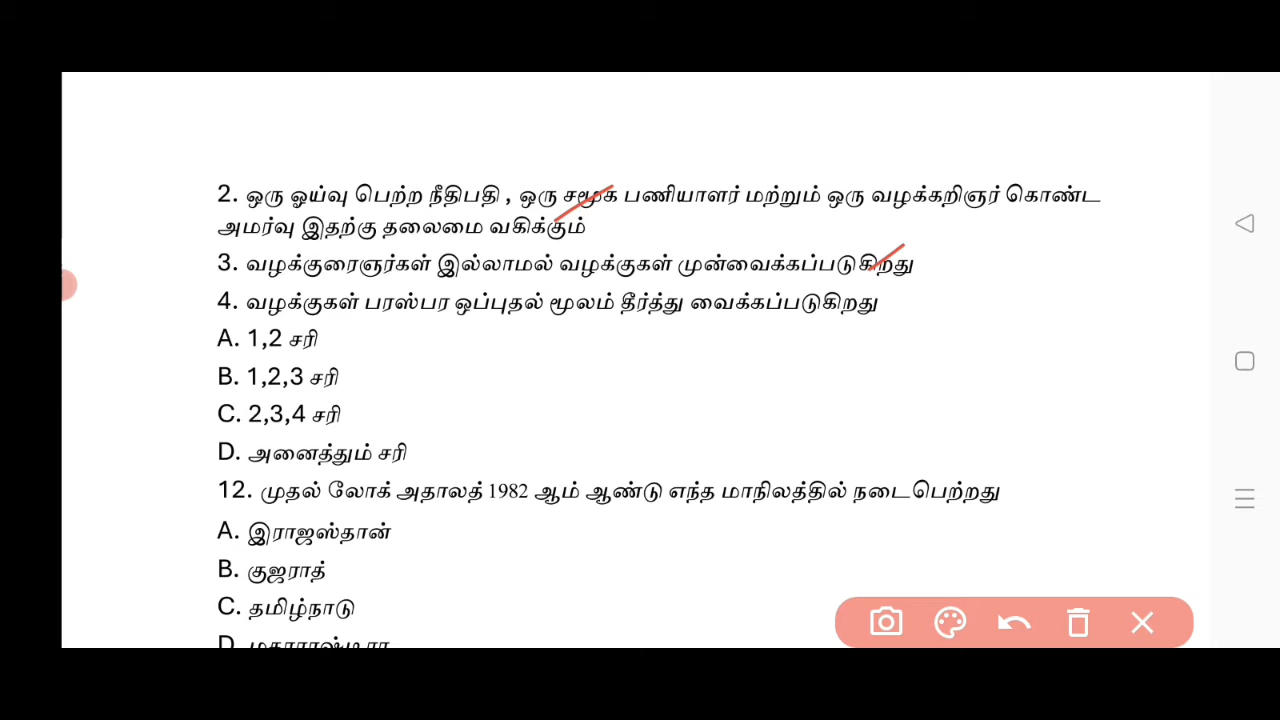 2. ஒரு ஓய்வு பெற்ற நீதிபதி , ஒரு சமூக பணியாளர் மற்றும் ஒரு வழக்கறிஞர் கொண்ட
அமர்வு இதற்கு தலைமை வகிக்கும்
3. வழக்குரைஞர்கள் இல்லாமல் வழக்குகள் முன்வைக்கப்படுகிறது
4. வழக்குகள் பரஸ்பர ஒப்புதல் மூலம் தீர்த்து வைக்கப்படுகிறது
A. 1,2 சரி
B. 1,2,3 சரி
C. 2,3,4 சரி
D. அனைத்தும் சரி
12. முதல் லோக் அதாலத் 1982 ஆம் ஆண்டு எந்த மாநிலத்தில் நடைபெற்றது
A. இராஜஸ்தான்
B. குஜராத்
C. தமிழ்நாடு
D. மகாராஷ்டிரா